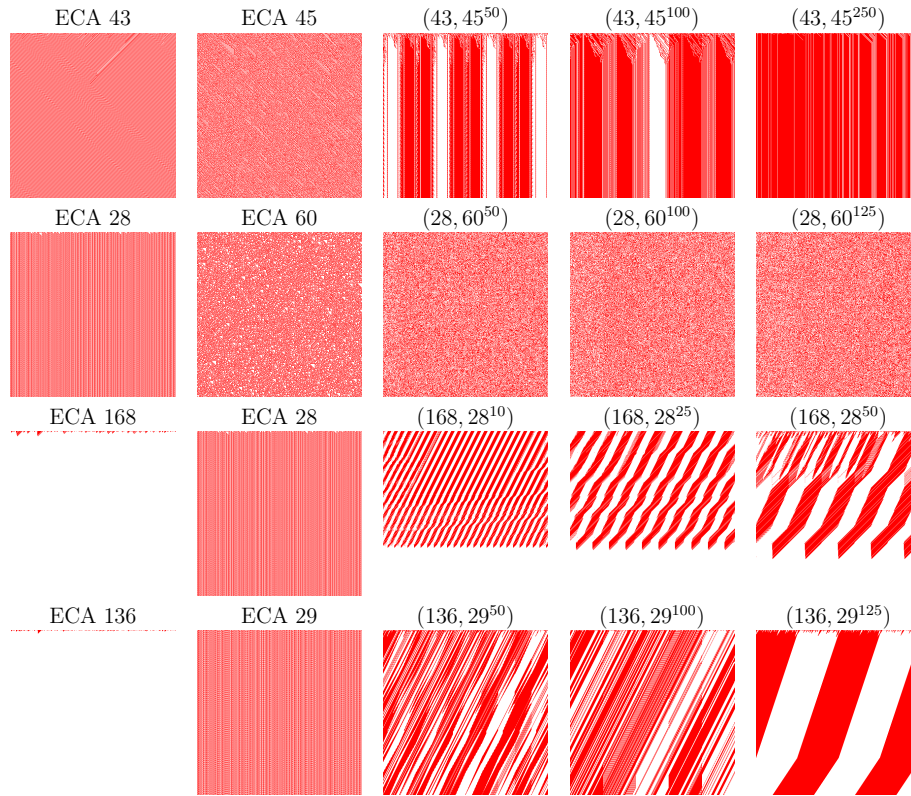 ECA 43 ECA 45 (43, 45^50) (43, 45^100) (43, 45^250)
ECA 28 ECA 60 (28, 60^50) (28, 60^100) (28, 60^125)
ECA 168 ECA 28 (168, 28^10) (168, 28^25) (168, 28^50)
ECA 136 ECA 29 (136, 29^50) (136, 29^100) (136, 29^125)